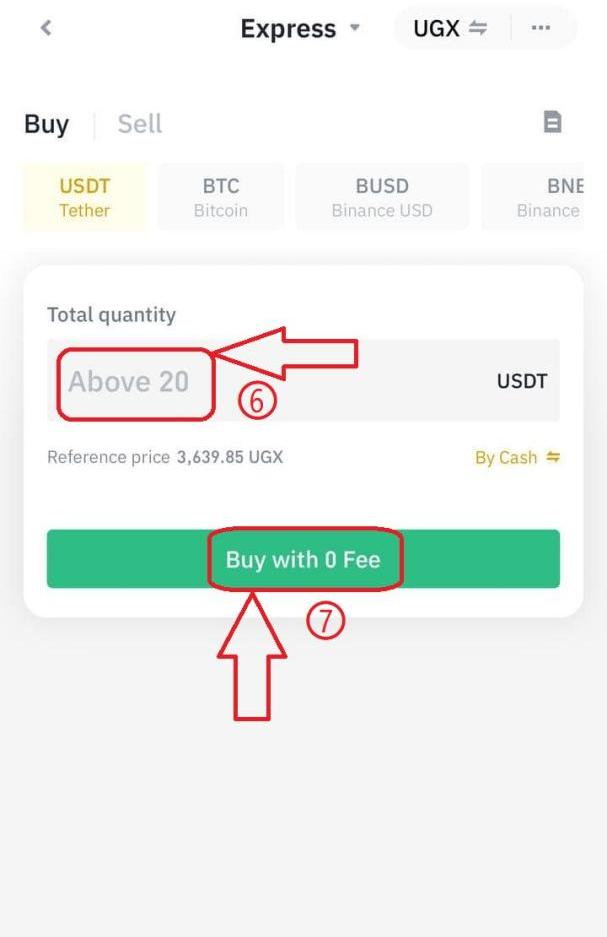 Express
UGX
Buy
Sell
USDT
Tether
BTC
Bitcoin
BUSD
Binance USD
BNE
Binance
Total quantity
Above 20
USDT
⑥
Reference price 3,639.85 UGX
By Cash
Buy with 0 Fee
⑦